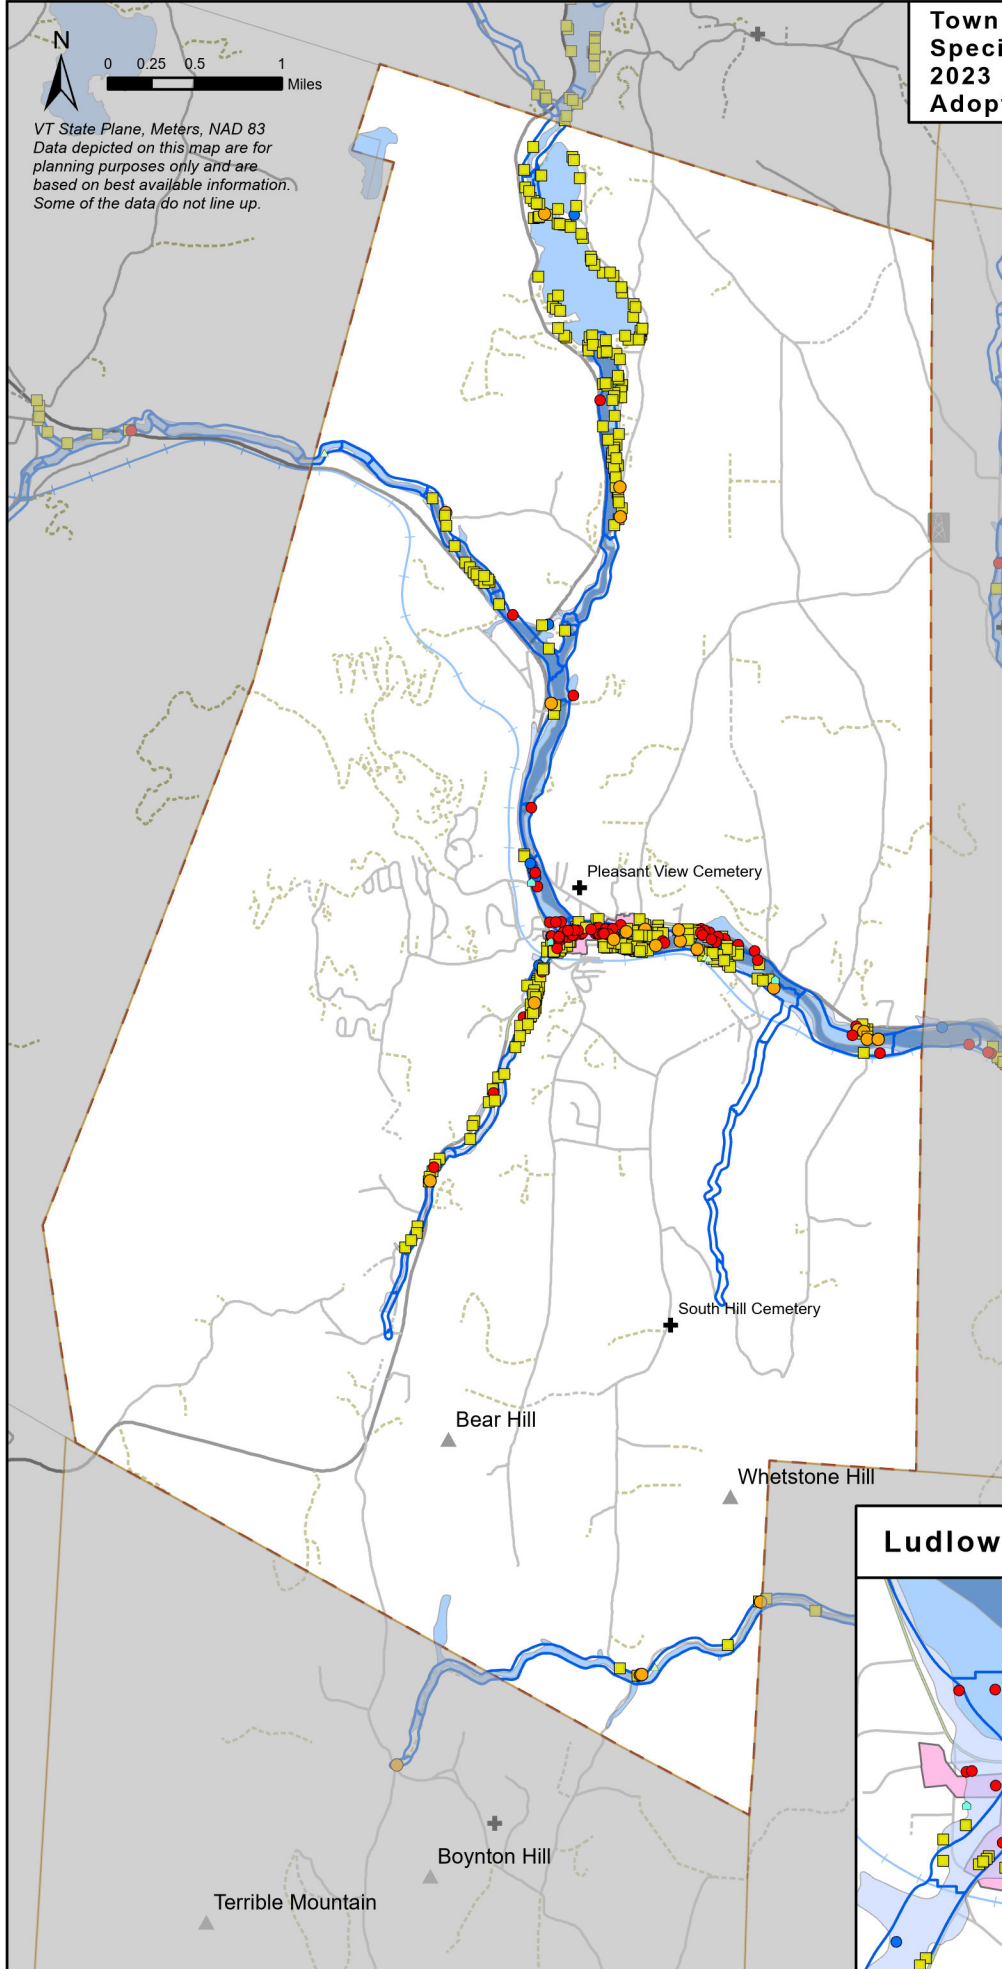 Town
Speci
2023
Adop
N
0 0.25 0.5 1
Miles
VT State Plane, Meters, NAD 83
Data depicted on this map are for
planning purposes only and are
based on best available information.
Some of the data do not line up.
Pleasant View Cemetery
South Hill Cemetery
Bear Hill
Whetstone Hill
Ludlow
Boynton Hill
Terrible Mountain